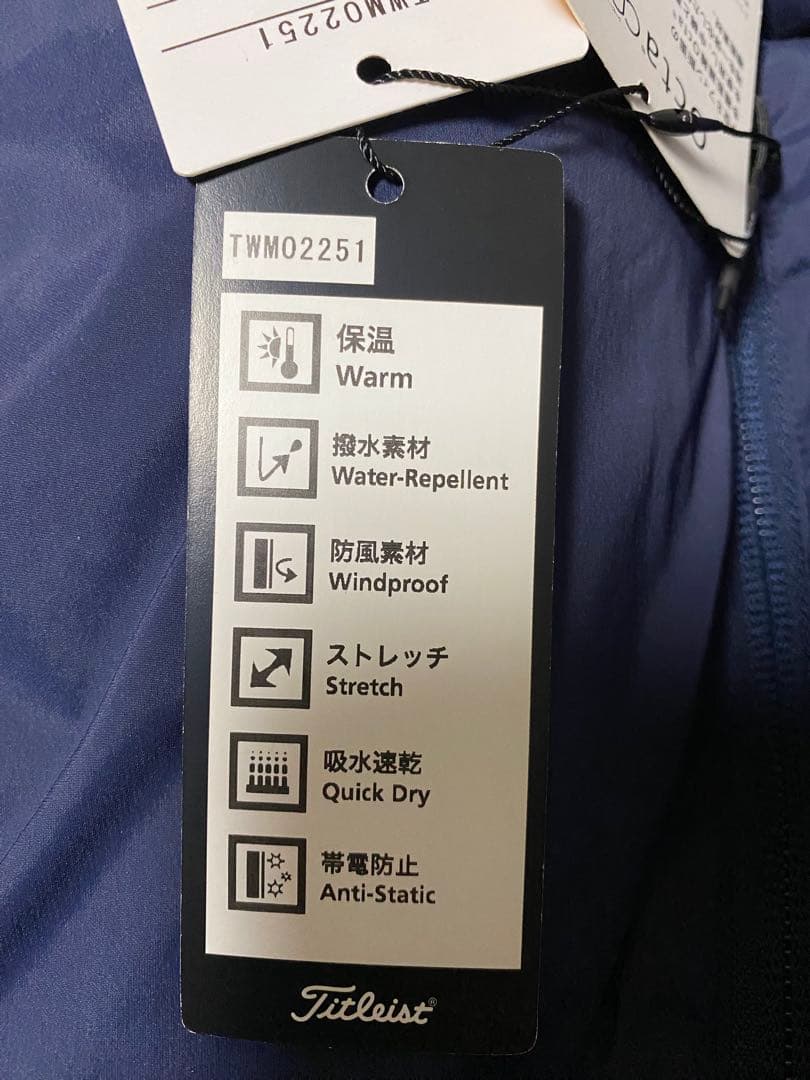 TWM02251
octa
TWM02251
保温
Warm
撥水素材
Water-Repellent
防風素材
Windproof
ストレッチ
Stretch
吸水速乾
Quick Dry
帯電防止
Anti-Static
Titleist®